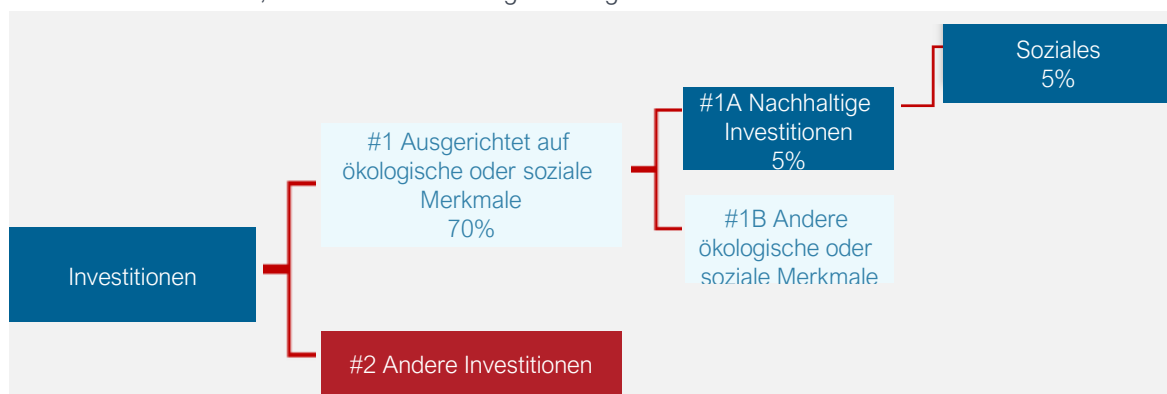 Soziales
5%
#1A Nachhaltige
Investitionen
5%
#1 Ausgerichtet auf
ökologische oder soziale
Merkmale
70%
#1B Andere
ökologische oder
soziale Merkmale
Investitionen
#2 Andere Investitionen